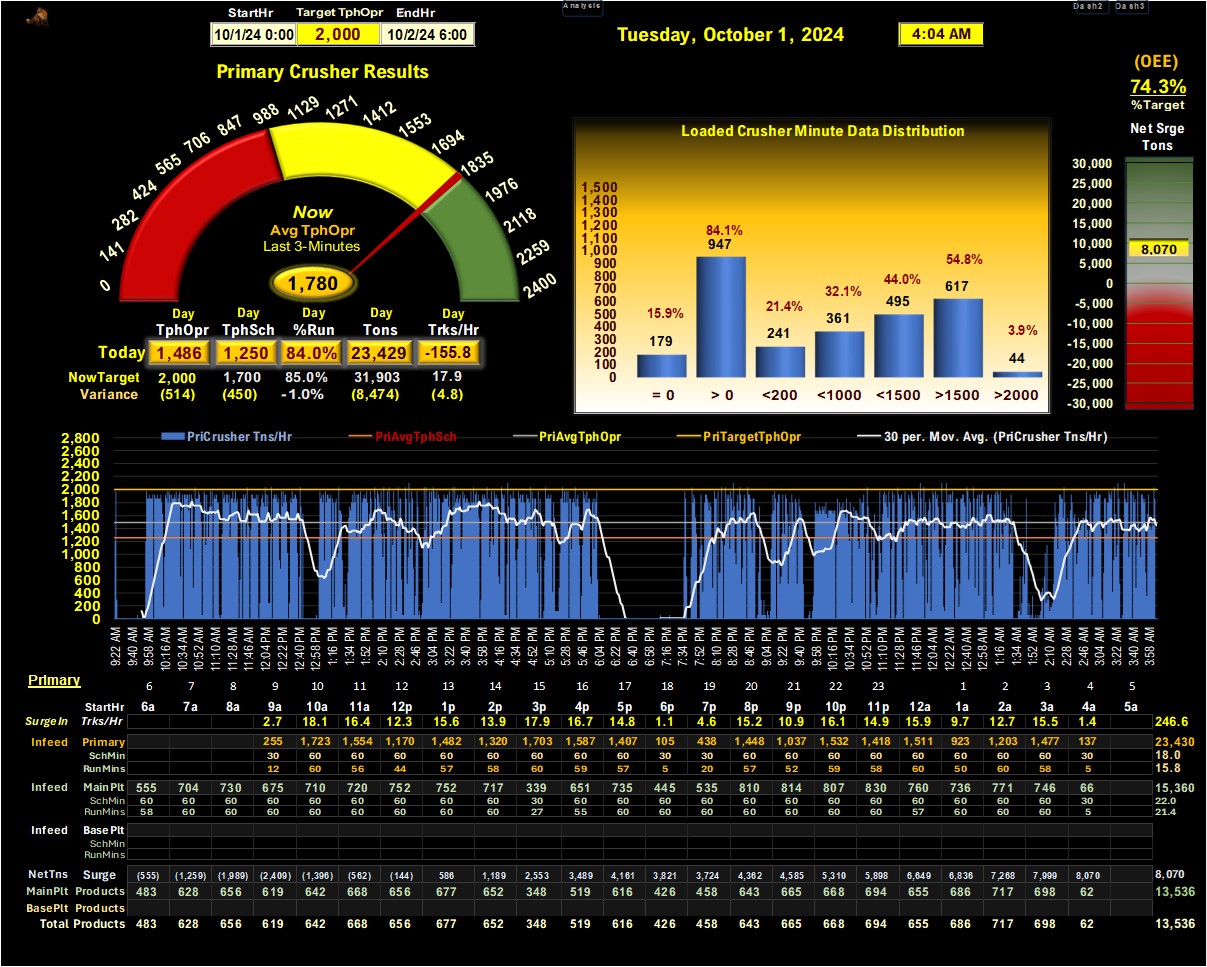 Analysis
Dash2 Dash3
StartHr Target TphOpr EndHr
10/1/24 0:00 2,000 10/2/24 6:00
Tuesday, October 1, 2024
4:04 AM
(OEE)
74.3%
%Target
Net Srge
Tons
30,000
25,000
20,000
15,000
10,000
8,070
5,000
0
-5,000
-10,000
-15,000
-20,000
-25,000
-30,000
Primary Crusher Results
0 141 282 424 565 706 847 988 1129 1271 1412 1553 1694 1835 1976 2118 2259 2400
Now
Avg TphOpr
Last 3-Minutes
1,780
Day Day Day Day Day
TphOpr TphSch %Run Tons Trks/Hr
Today 1,486 1,250 84.0% 23,429 -155.8
NowTarget 2,000 1,700 85.0% 31,903 17.9
Variance (514) (450) -1.0% (8,474) (4.8)
Loaded Crusher Minute Data Distribution
1,500
1,400
1,300
1,200
1,100
1,000
900
800
700
600
500
400
300
200
100
0
15.9% 84.1% 21.4% 32.1% 44.0% 54.8% 3.9%
179 947 241 361 495 617 44
= 0 > 0 <200 <1000 <1500 >1500 >2000
PriCrusher Tns/Hr PriAvgTphSch PriAvgTphOpr PriTargetTphOpr 30 per. Mov. Avg. (PriCrusher Tns/Hr)
2,800
2,600
2,400
2,200
2,000
1,800
1,600
1,400
1,200
1,000
800
600
400
200
0
9:22 AM 9:40 AM 9:58 AM 10:16 AM 10:34 AM 10:52 AM 11:10 AM 11:28 AM 11:46 AM 12:04 PM 12:22 PM 12:40 PM 12:58 PM 1:16 PM 1:34 PM 1:52 PM 2:10 PM 2:28 PM 2:46 PM 3:04 PM 3:22 PM 3:40 PM 3:58 PM 4:16 PM 4:34 PM 4:52 PM 5:10 PM 5:28 PM 5:46 PM 6:04 PM 6:22 PM 6:40 PM 6:58 PM 7:16 PM 7:34 PM 7:52 PM 8:10 PM 8:28 PM 8:46 PM 9:04 PM 9:22 PM 9:40 PM 9:58 PM 10:16 PM 10:34 PM 10:52 PM 11:10 PM 11:28 PM 11:46 PM 12:04 AM 12:22 AM 12:40 AM 12:58 AM 1:16 AM 1:34 AM 1:52 AM 2:10 AM 2:28 AM 2:46 AM 3:04 AM 3:22 AM 3:40 AM 3:58 AM
Primary
6 7 8 9 10 11 12 13 14 15 16 17 18 19 20 21 22 23 1 2 3 4 5
StartHr 6a 7a 8a 9a 10a 11a 12a 1p 2p 3p 4p 5p 6p 7p 8p 9p 10p 11p 12a 1a 2a 3a 4a 5a
SurgeIn Trks/Hr 2.7 18.1 16.4 12.3 15.6 13.9 17.9 16.7 14.8 1.1 4.6 15.2 10.9 16.1 14.9 15.9 9.7 12.7 15.5 1.4 246.6
Infeed Primary 255 1,723 1,554 1,170 1,482 1,320 1,703 1,587 1,407 105 438 1,448 1,037 1,532 1,418 1,511 923 1,203 1,477 137 23,430
SchMin 30 60 60 60 60 60 60 60 60 30 30 60 60 60 60 60 60 60 60 30 18.0
RunMins 12 60 56 44 57 58 60 59 57 5 20 57 52 59 58 60 50 60 58 5 15.8
Infeed MainPlt 555 704 730 675 710 720 752 752 717 339 651 735 445 535 810 814 807 830 760 736 771 746 66 15,360
SchMin 60 60 60 60 60 60 60 60 60 30 60 60 60 60 60 60 60 60 60 60 60 60 30 22.0
RunMins 58 60 60 60 60 60 60 60 60 27 55 60 60 60 60 60 60 60 57 60 60 60 5 21.4
Infeed BasePlt
SchMin
RunMins
NetTns Surge (555) (1,259) (1,989) (2,409) (1,396) (562) (144) 586 1,189 2,553 3,489 4,161 3,821 3,724 4,362 4,585 5,310 5,898 6,649 6,836 7,268 7,999 8,070 8,070
MainPlt Products 483 628 656 619 642 668 656 677 652 348 519 616 426 458 643 665 668 694 655 686 717 698 62 13,536
BasePlt Products
Total Products 483 628 656 619 642 668 656 677 652 348 519 616 426 458 643 665 668 694 655 686 717 698 62 13,536